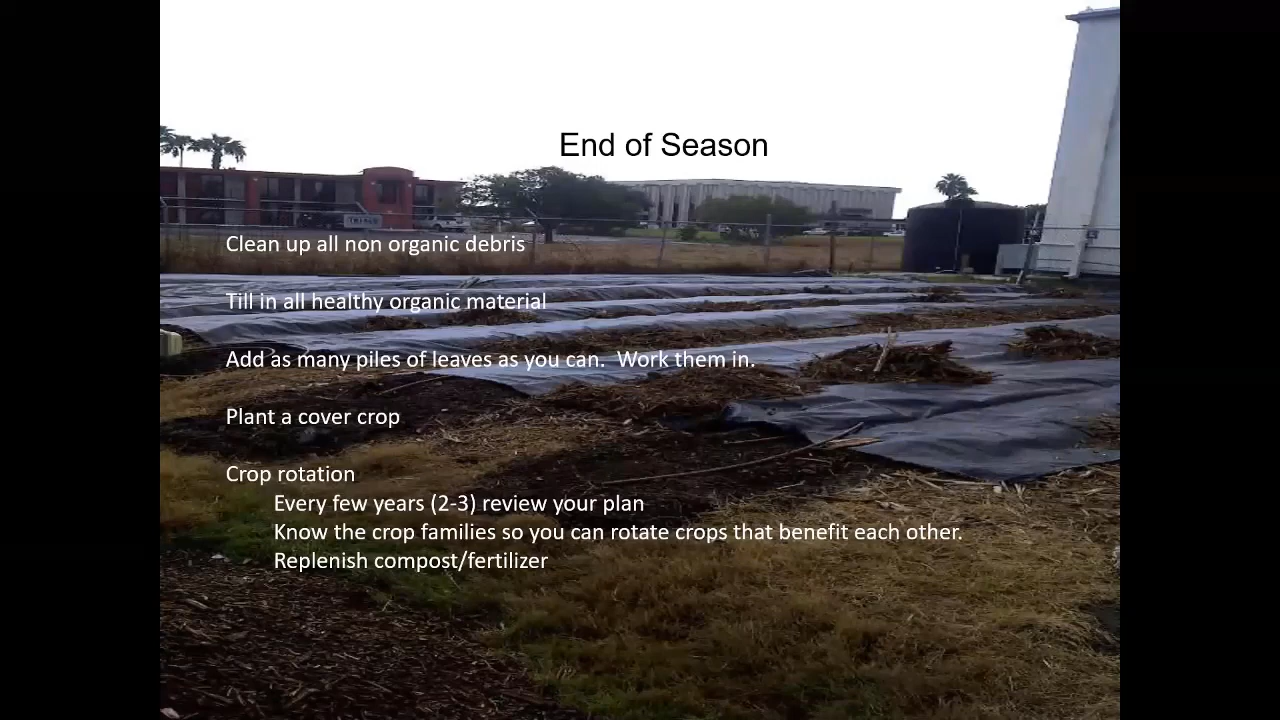 End of Season
Clean up all non organic debris
Till in all healthy organic material
Add as many piles of leaves as you can.  Work them in.
Plant a cover crop
Crop rotation
Every few years (2-3) review your plan
Know the crop families so you can rotate crops that benefit each other.
Replenish compost/fertilizer